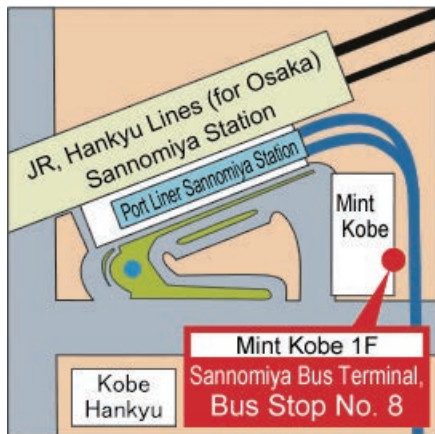 JR, Hankyu Lines (for Osaka)
Sannomiya Station
Port Liner Sannomiya Station
Mint
Kobe
Mint Kobe 1F
Sannomiya Bus Terminal,
Bus Stop No. 8
Kobe
Hankyu